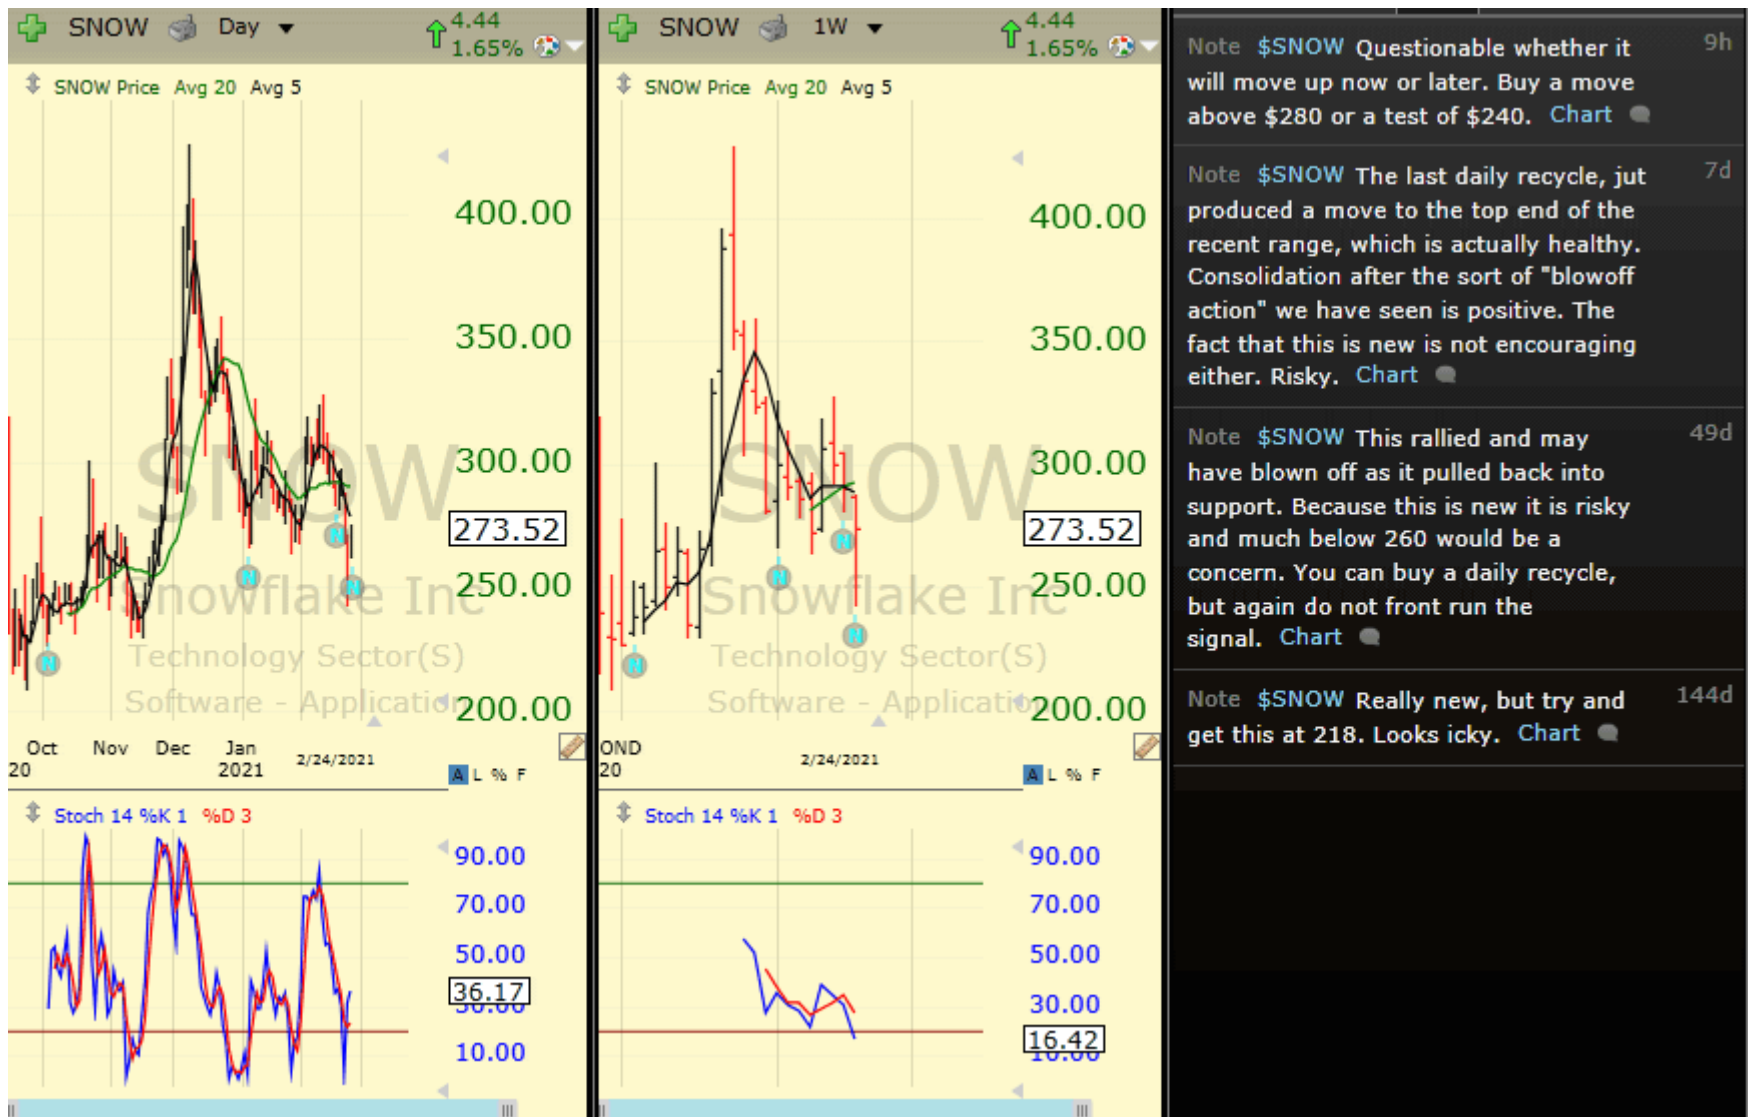 SNOW Day 4.44
1.65%
SNOW Price Avg 20 Avg 5
400.00
350.00
SNOW
300.00
273.52
N
N
N
250.00
Snowflake Inc
N
Technology Sector(S)
Software - Application
200.00
Oct Nov Dec Jan 2/24/2021
20 2021
A L % F
Stoch 14 %K 1 %D 3
90.00
70.00
50.00
36.17
10.00
SNOW 1W 4.44
1.65%
SNOW Price Avg 20 Avg 5
400.00
350.00
SNOW
300.00
273.52
N
N
250.00
Snowflake Inc
N
N
Technology Sector(S)
Software - Application
200.00
OND 2/24/2021
20
A L % F
Stoch 14 %K 1 %D 3
90.00
70.00
50.00
30.00
16.42
Note $SNOW Questionable whether it 9h
will move up now or later. Buy a move
above $280 or a test of $240. Chart
Note $SNOW The last daily recycle, jut 7d
produced a move to the top end of the
recent range, which is actually healthy.
Consolidation after the sort of "blowoff
action" we have seen is positive. The
fact that this is new is not encouraging
either. Risky. Chart
Note $SNOW This rallied and may 49d
have blown off as it pulled back into
support. Because this is new it is risky
and much below 260 would be a
concern. You can buy a daily recycle,
but again do not front run the
signal. Chart
Note $SNOW Really new, but try and 144d
get this at 218. Looks icky. Chart